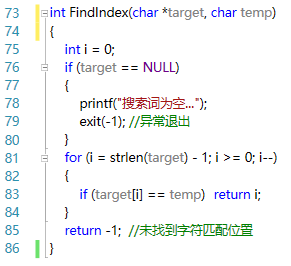 73 int FindIndex(char *target, char temp)
74 {
75 int i = 0;
76 if (target == NULL)
77 {
78 printf("搜索词为空...");
79 exit(-1); //异常退出
80 }
81 for (i = strlen(target) - 1; i >= 0; i--)
82 {
83 if (target[i] == temp) return i;
84 }
85 return -1; //未找到字符匹配位置
86 }